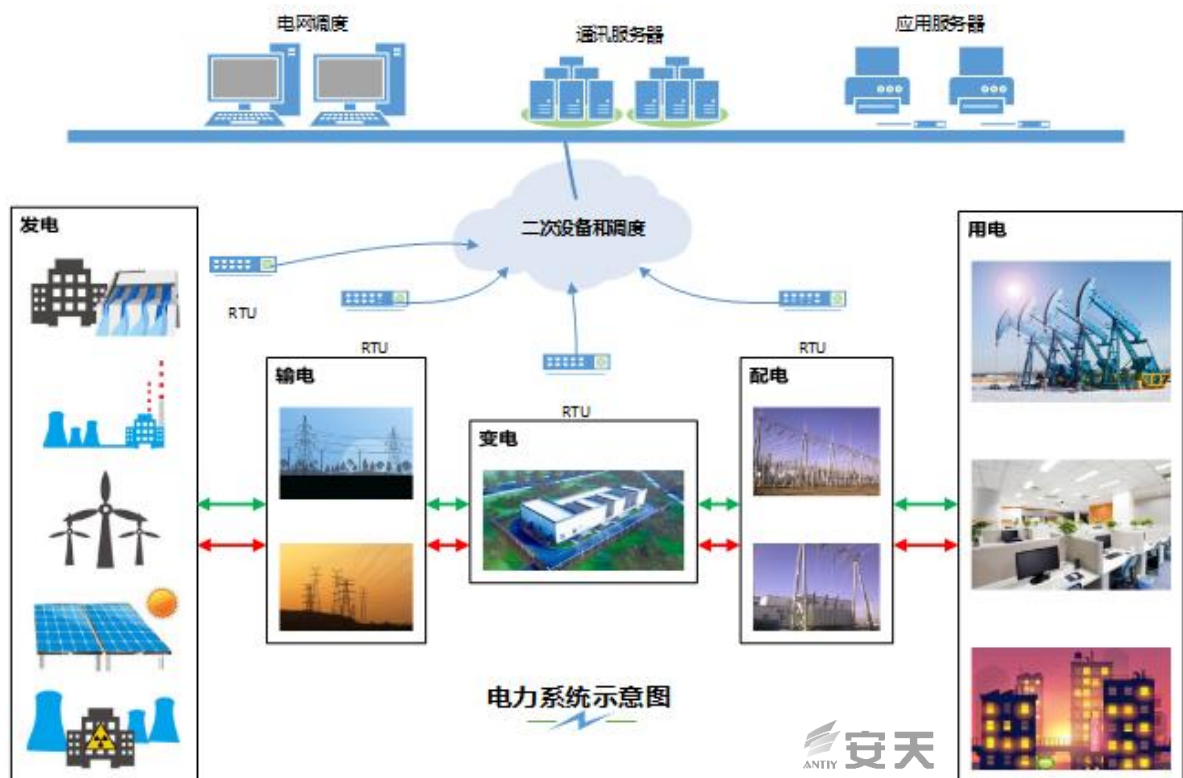 电网调度
通讯服务器
应用服务器
二次设备和调度
发电
用电
RTU
RTU
RTU
RTU
输电
配电
变电
电力系统示意图
ANTIY 安天